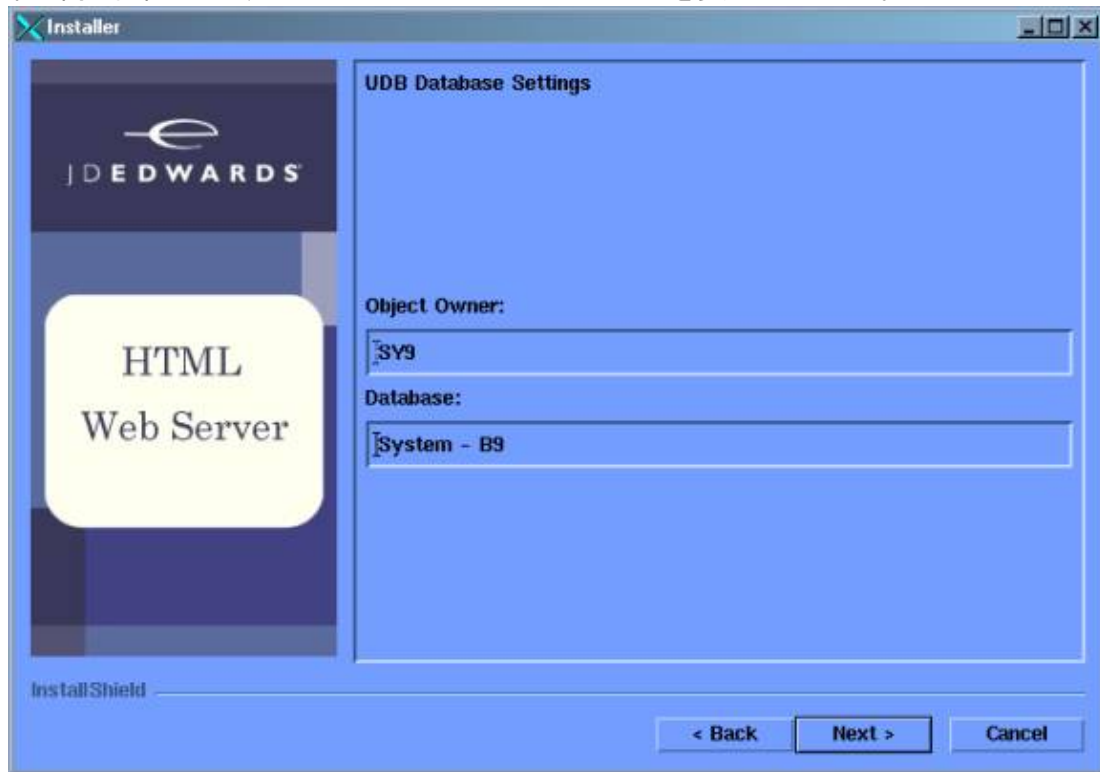 Installer
UDB Database Settings
JDEDWARDS
HTML
Web Server
Object Owner:
SY9
Database:
System - B9
InstallShield
< Back
Next >
Cancel